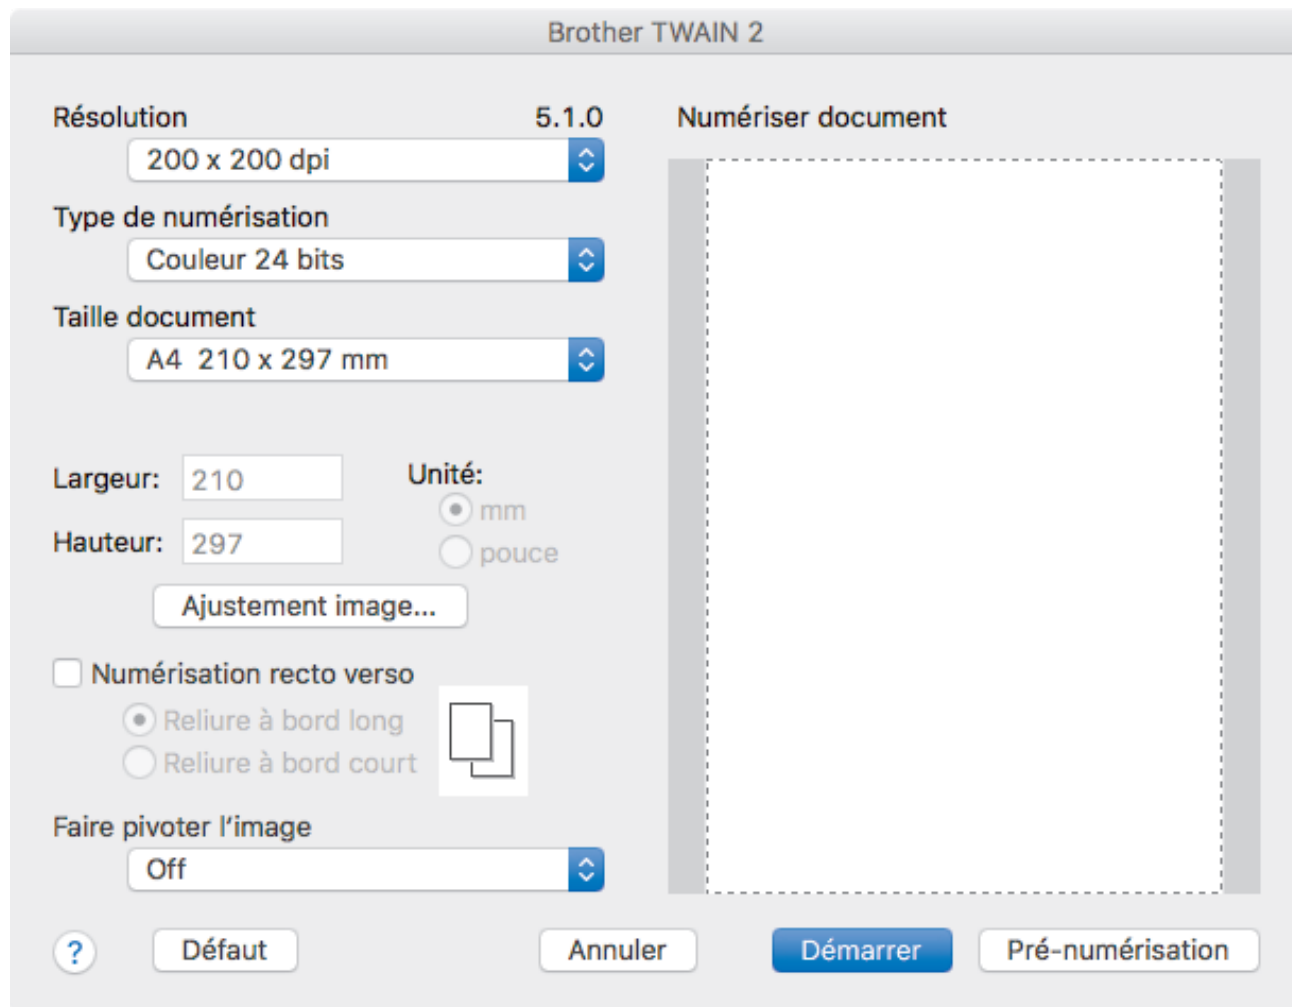 Brother TWAIN 2
Résolution 5.1.0
200 x 200 dpi
Type de numérisation
Couleur 24 bits
Taille document
A4 210 x 297 mm
Largeur: 210
Hauteur: 297
Unité:
mm
pouce
Ajustement image...
Numérisation recto verso
Reliure à bord long
Reliure à bord court
Faire pivoter l'image
Off
Numériser document
? Défaut Annuler Démarrer Pré-numérisation